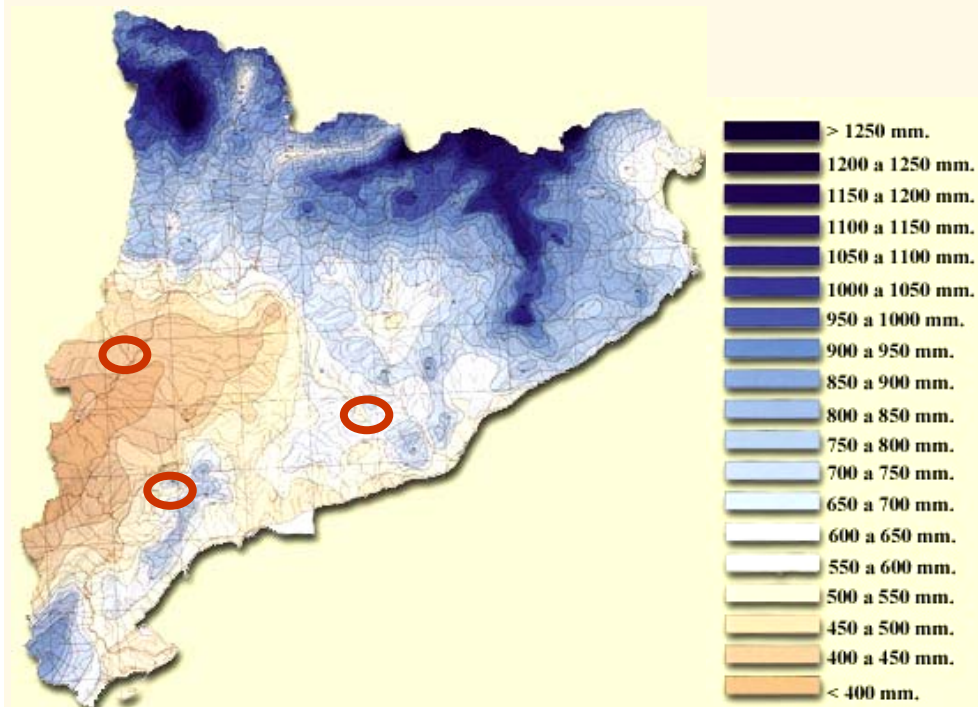 > 1250 mm.
1200 a 1250 mm.
1150 a 1200 mm.
1100 a 1150 mm.
1050 a 1100 mm.
1000 a 1050 mm.
950 a 1000 mm.
900 a 950 mm.
850 a 900 mm.
800 a 850 mm.
750 a 800 mm.
700 a 750 mm.
650 a 700 mm.
600 a 650 mm.
550 a 600 mm.
500 a 550 mm.
450 a 500 mm.
400 a 450 mm.
< 400 mm.